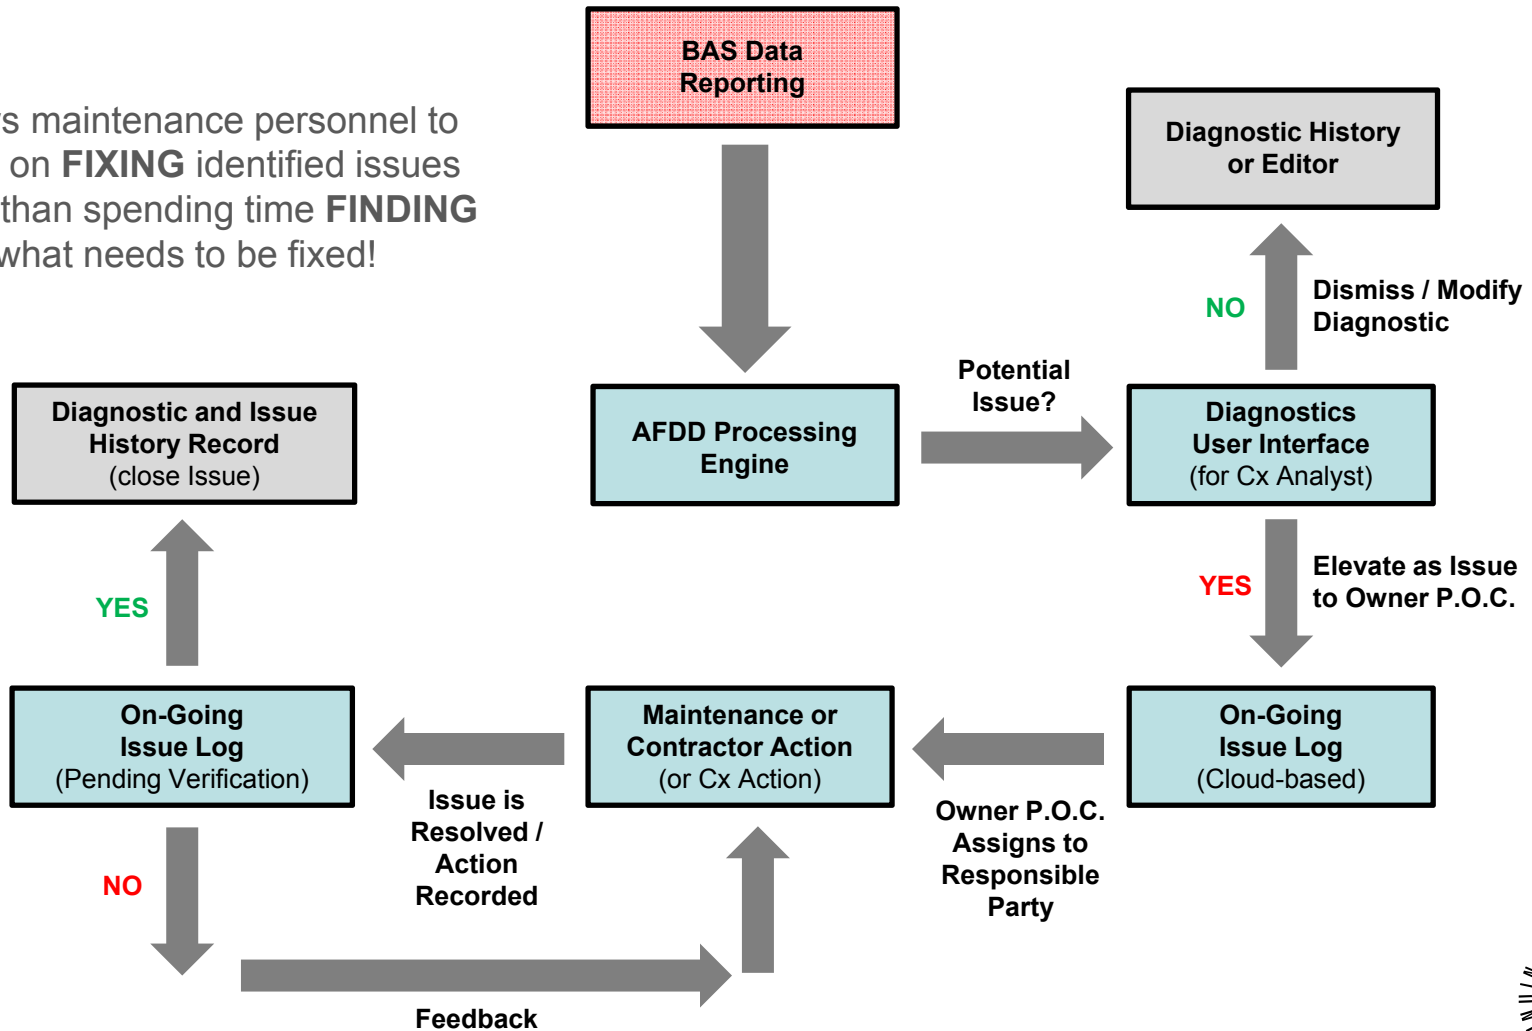 BAS Data
Reporting
maintenance personnel to
on FIXING identified issues
than spending time FINDING
what needs to be fixed!
Diagnostic History
or Editor
NO
Dismiss / Modify
Diagnostic
Potential
Issue?
Diagnostic and Issue
History Record
(close Issue)
AFDD Processing
Engine
Diagnostics
User Interface
(for Cx Analyst)
YES
YES
Elevate as Issue
to Owner P.O.C.
On-Going
Issue Log
(Pending Verification)
Maintenance or
Contractor Action
(or Cx Action)
On-Going
Issue Log
(Cloud-based)
Issue is
Resolved /
Action
Recorded
Owner P.O.C.
Assigns to
Responsible
Party
NO
Feedback